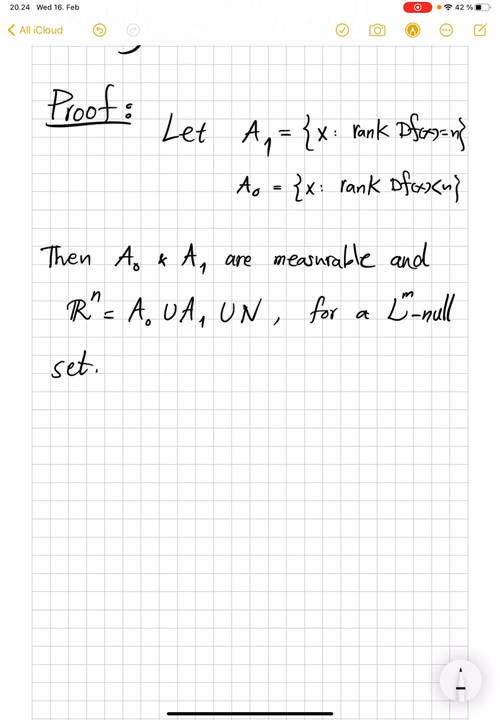 20.24 Wed 16. Feb
42 %
All iCloud
Proof:
Let A₁ = {x: rank Df(x)=n}
A₀ = {x: rank Df(x)<n}
Then A₀ & A₁ are measurable and
ℝⁿ = A₀ ∪ A₁ ∪ N, for a Lᵐ-null
set.